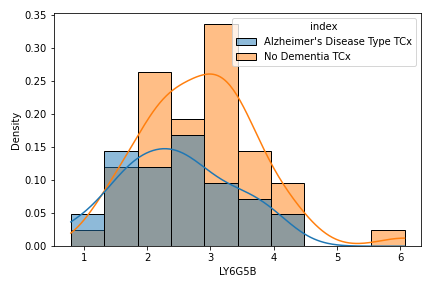 index
Alzheimer's Disease Type TCx
No Dementia TCx
0.35
0.30
0.25
0.20
0.15
0.10
0.05
0.00
Density
1 2 3 4 5 6
LY6G5B